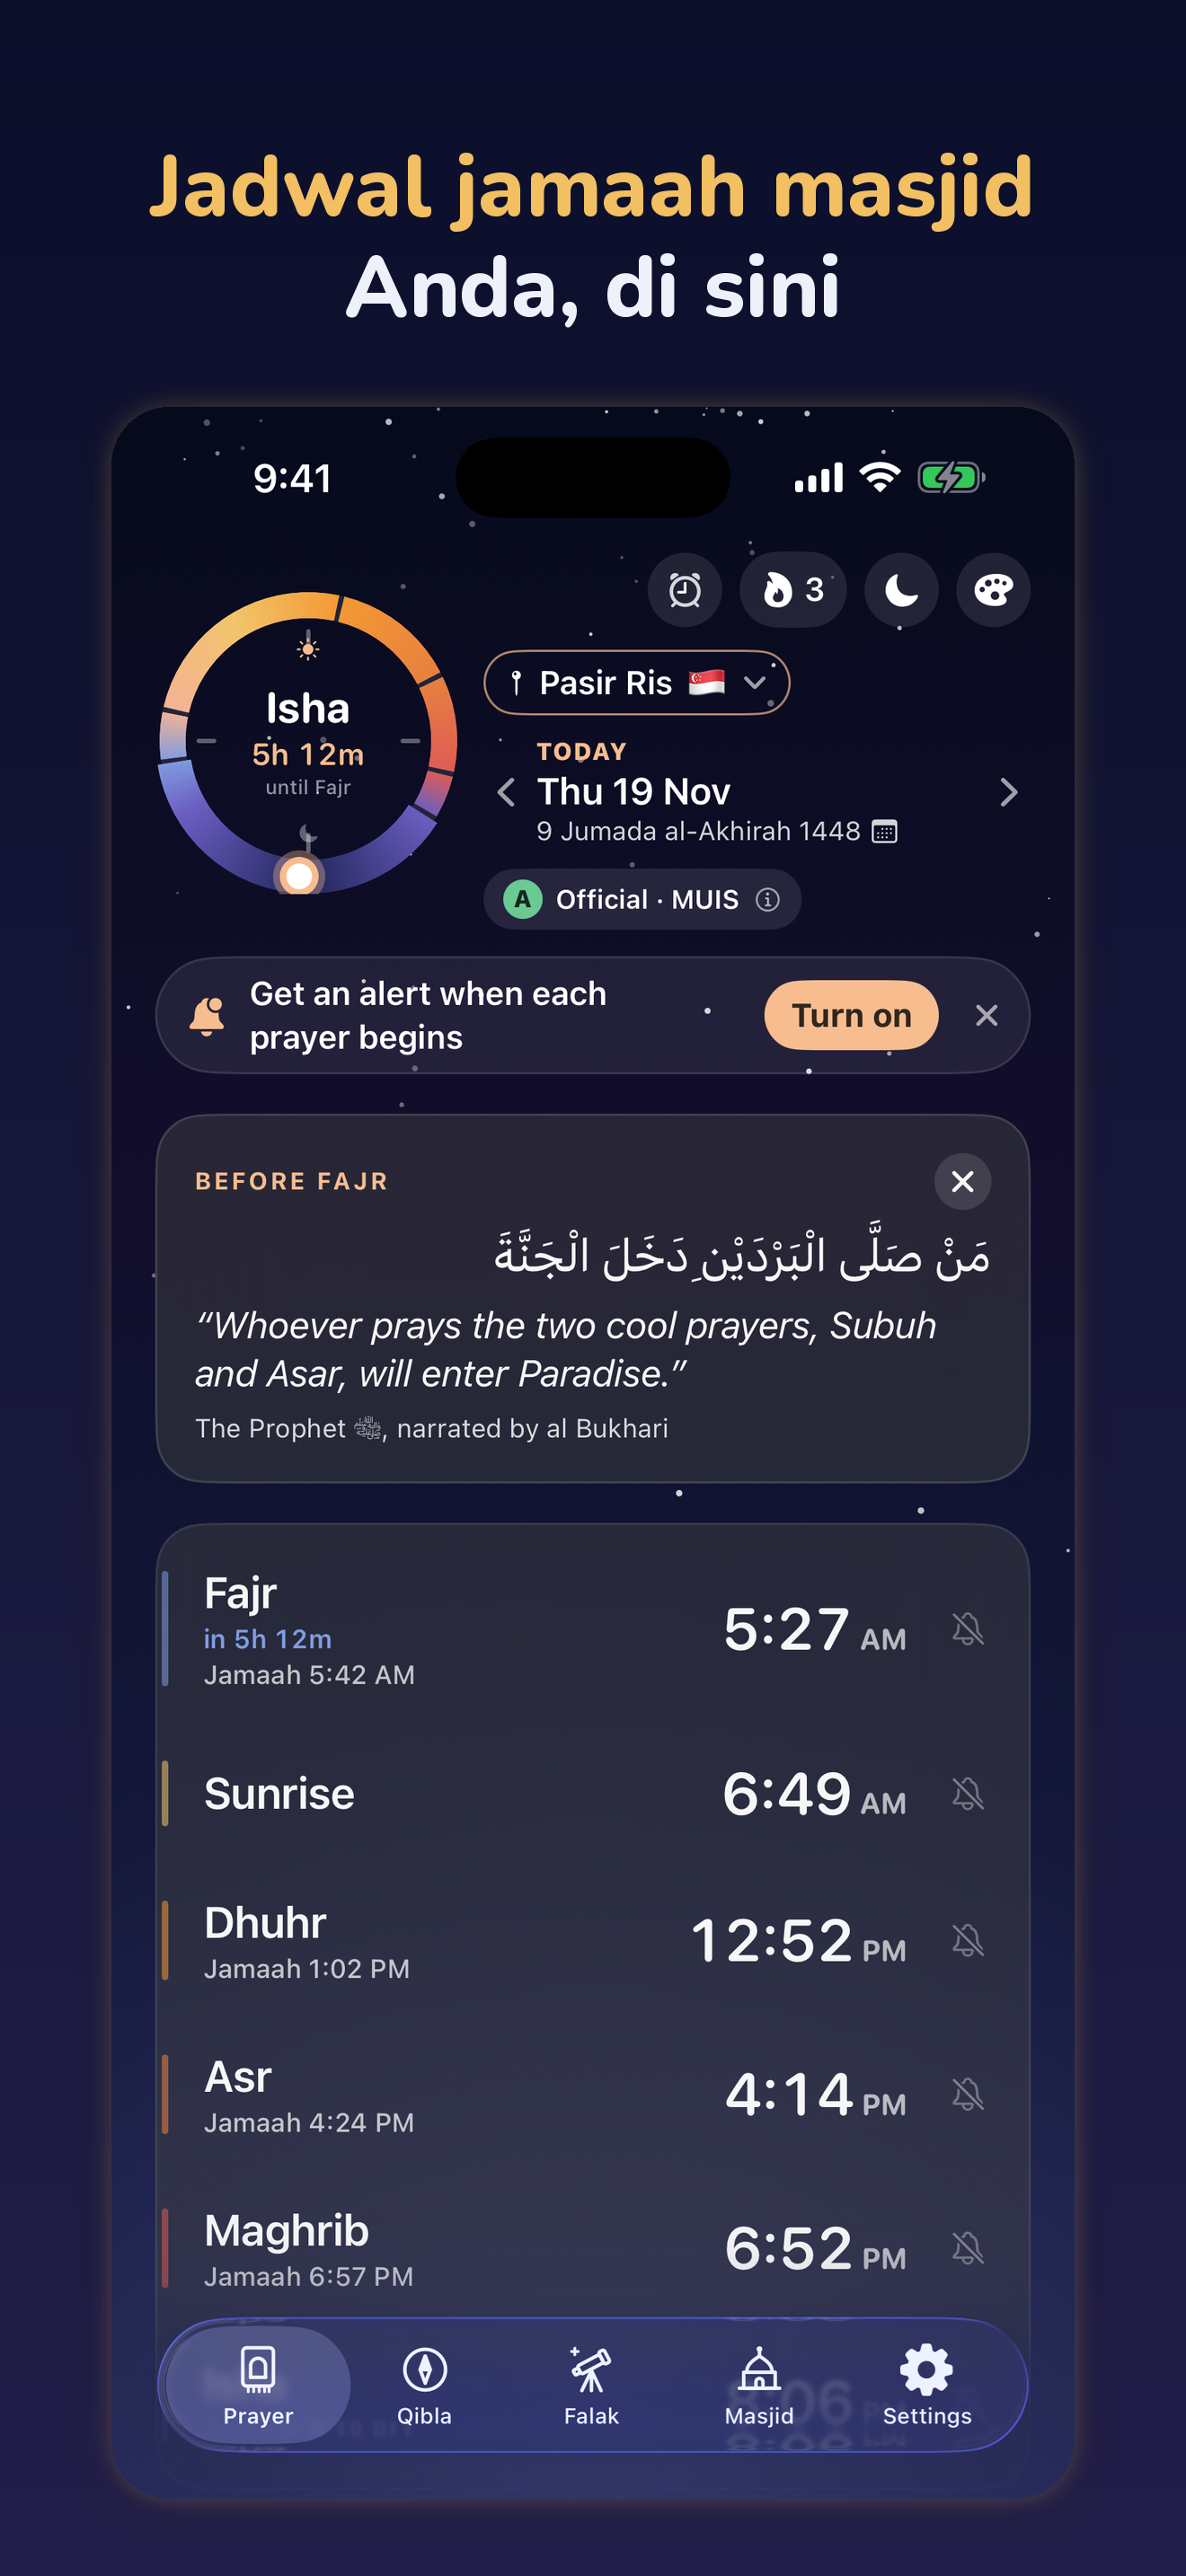 Jadwal jamaah masjid
Anda, di sini
9:41
3
Pasir Ris
Isha
5h 12m
until Fajr
TODAY
Thu 19 Nov
9 Jumada al-Akhirah 1448
A Official · MUIS
Get an alert when each
prayer begins
Turn on
BEFORE FAJR
مَنْ صَلَّى الْبَرْدَيْنِ دَخَلَ الْجَنَّةَ
“Whoever prays the two cool prayers, Subuh
and Asar, will enter Paradise.”
The Prophet ﷺ, narrated by al Bukhari
Fajr
in 5h 12m
Jamaah 5:42 AM
5:27 AM
Sunrise
6:49 AM
Dhuhr
Jamaah 1:02 PM
12:52 PM
Asr
Jamaah 4:24 PM
4:14 PM
Maghrib
Jamaah 6:57 PM
6:52 PM
8:06 PM
Prayer
Qibla
Falak
Masjid
Settings